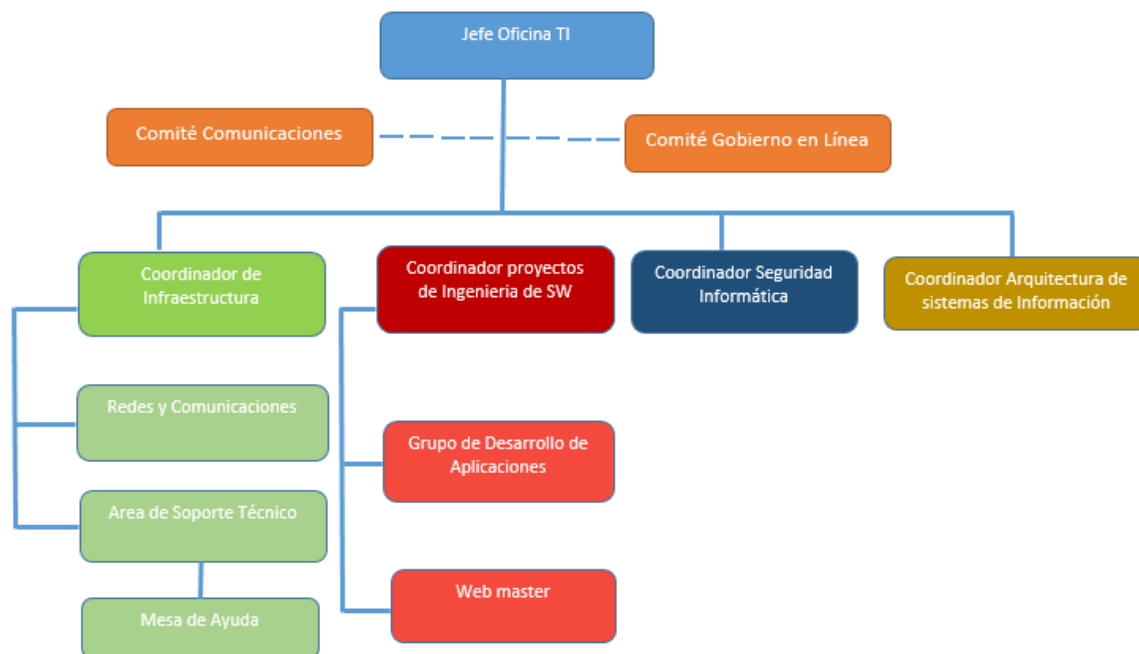 Jefe Oficina TI
Comité Comunicaciones
Comité Gobierno en Línea
Coordinador de
Infraestructura
Coordinador proyectos
de Ingenieria de SW
Coordinador Seguridad
Informática
Coordinador Arquitectura de
sistemas de Información
Redes y Comunicaciones
Area de Soporte Técnico
Mesa de Ayuda
Grupo de Desarrollo de
Aplicaciones
Web master